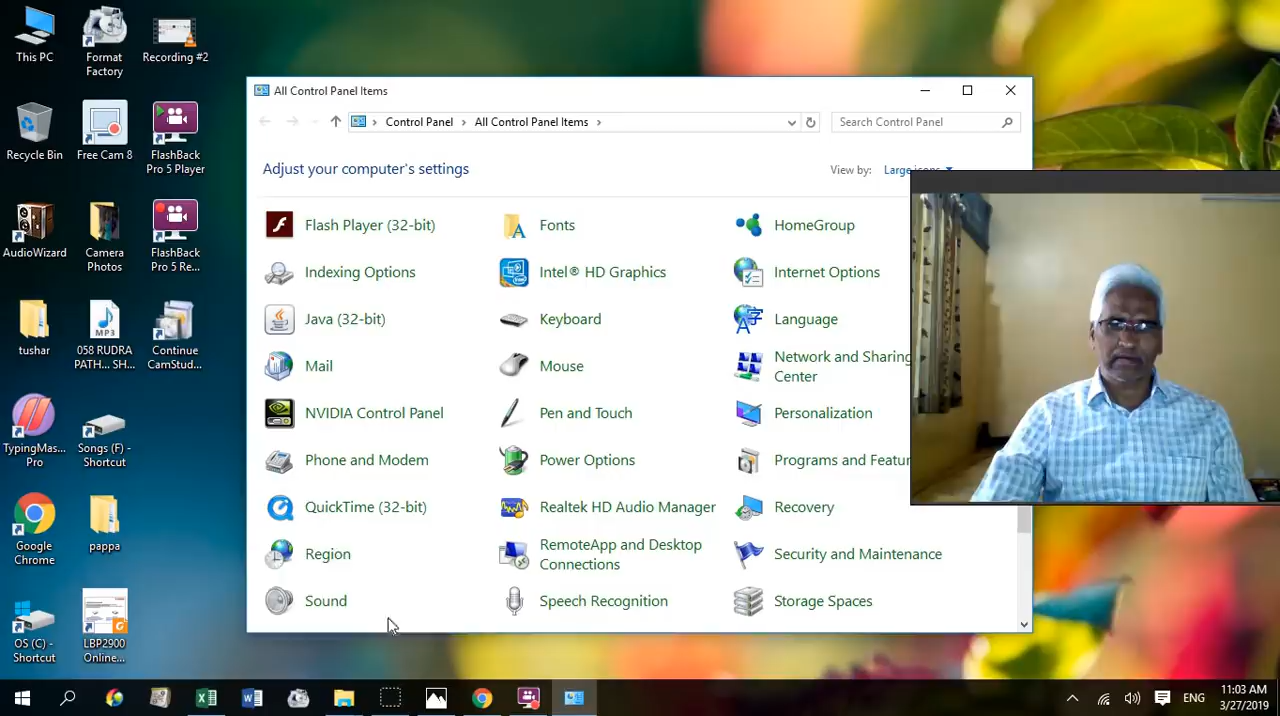 This PC
Format
Factory
Recording #2
Recycle Bin
Free Cam 8
FlashBack
Pro 5 Player
AudioWizard
Camera
Photos
FlashBack
Pro 5 Re...
tushar
058 RUDRA
PATH... SH...
Continue
CamStud...
TypingMas...
Pro
Songs (F) -
Shortcut
Google
Chrome
pappa
OS (C) -
Shortcut
LBP2900
Online...
All Control Panel Items
Control Panel
All Control Panel Items
Search Control Panel
Adjust your computer's settings
View by:
Large icons
Flash Player (32-bit)
Fonts
HomeGroup
Indexing Options
Intel® HD Graphics
Internet Options
Java (32-bit)
Keyboard
Language
Mail
Mouse
Network and Sharing
Center
NVIDIA Control Panel
Pen and Touch
Personalization
Phone and Modem
Power Options
Programs and Featur
QuickTime (32-bit)
Realtek HD Audio Manager
Recovery
Region
RemoteApp and Desktop
Connections
Security and Maintenance
Sound
Speech Recognition
Storage Spaces
MP3
ENG
11:03 AM
3/27/2019